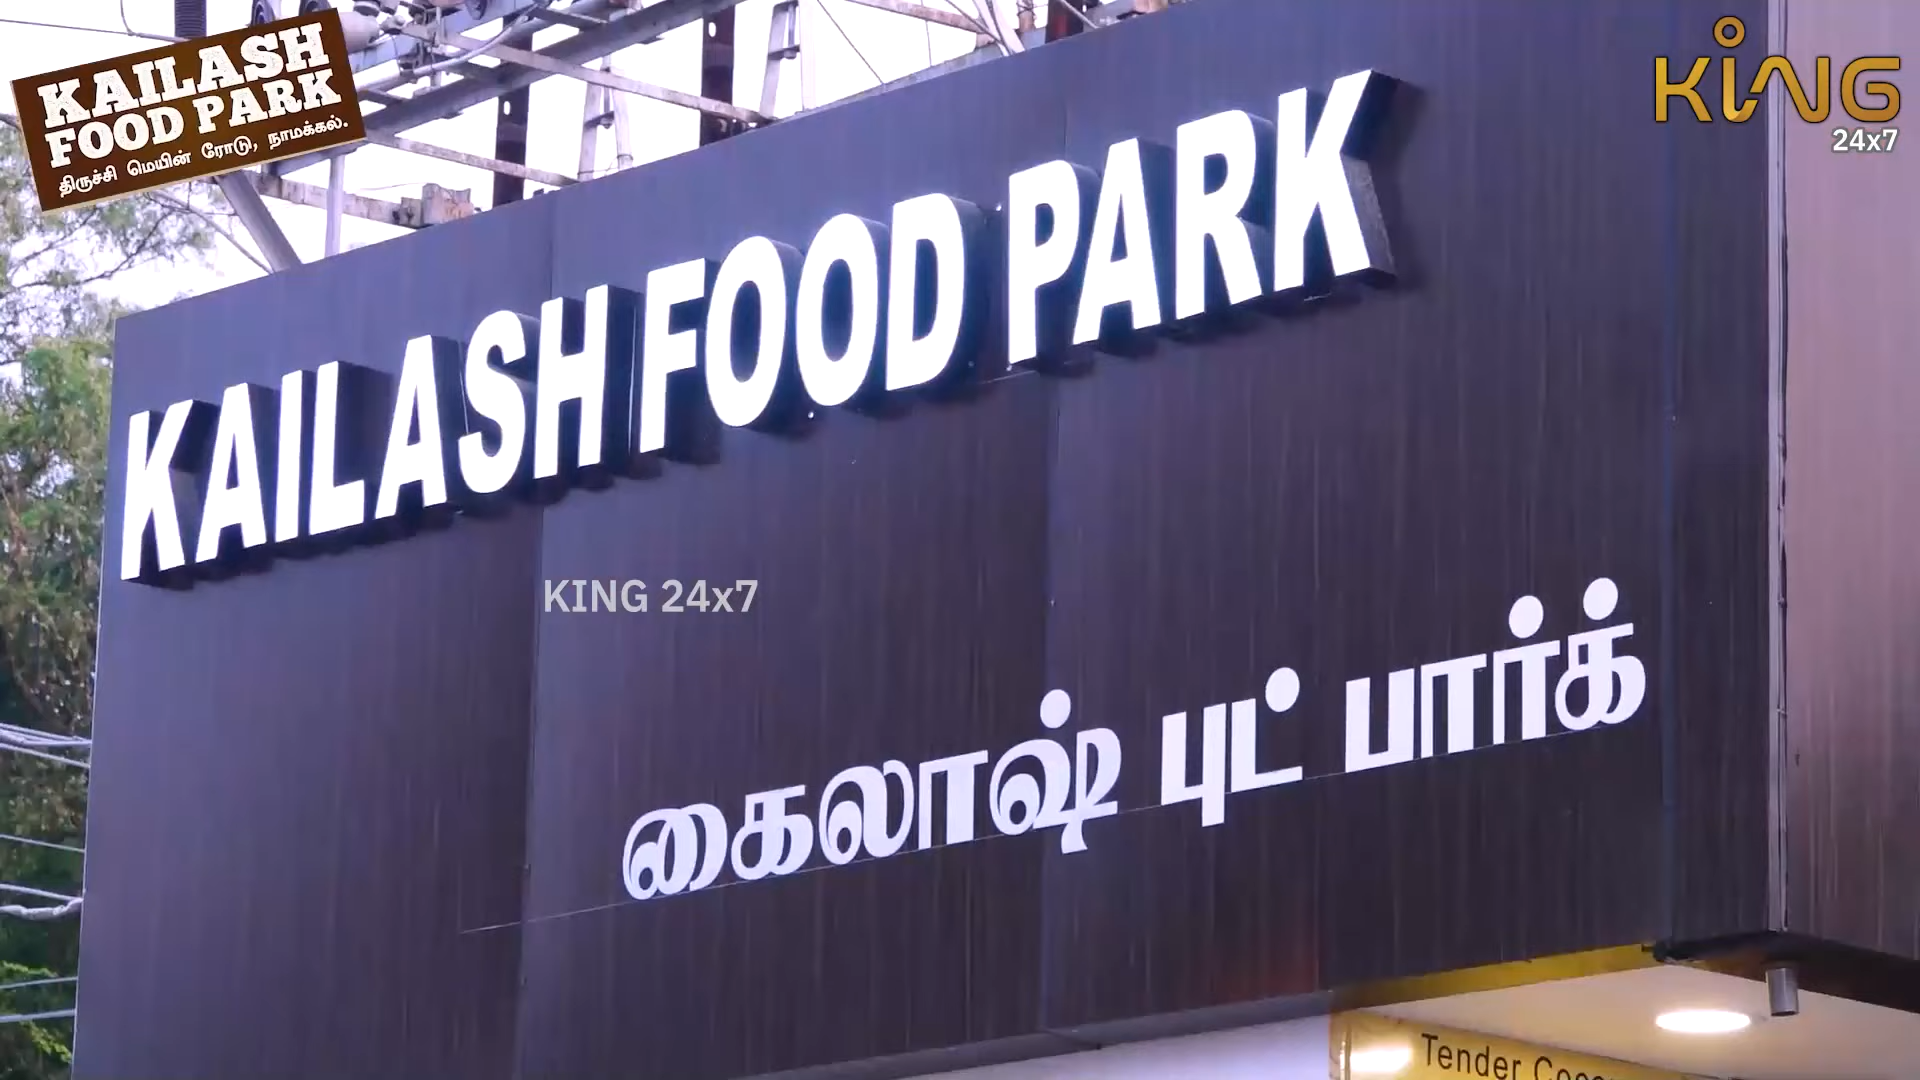 KAILASH
FOOD PARK
திருச்சி மெயின் ரோடு, நாமக்கல்.
KING
24x7
KAILASH FOOD PARK
KING 24x7
கைலாஷ் புட் பார்க்
Tender